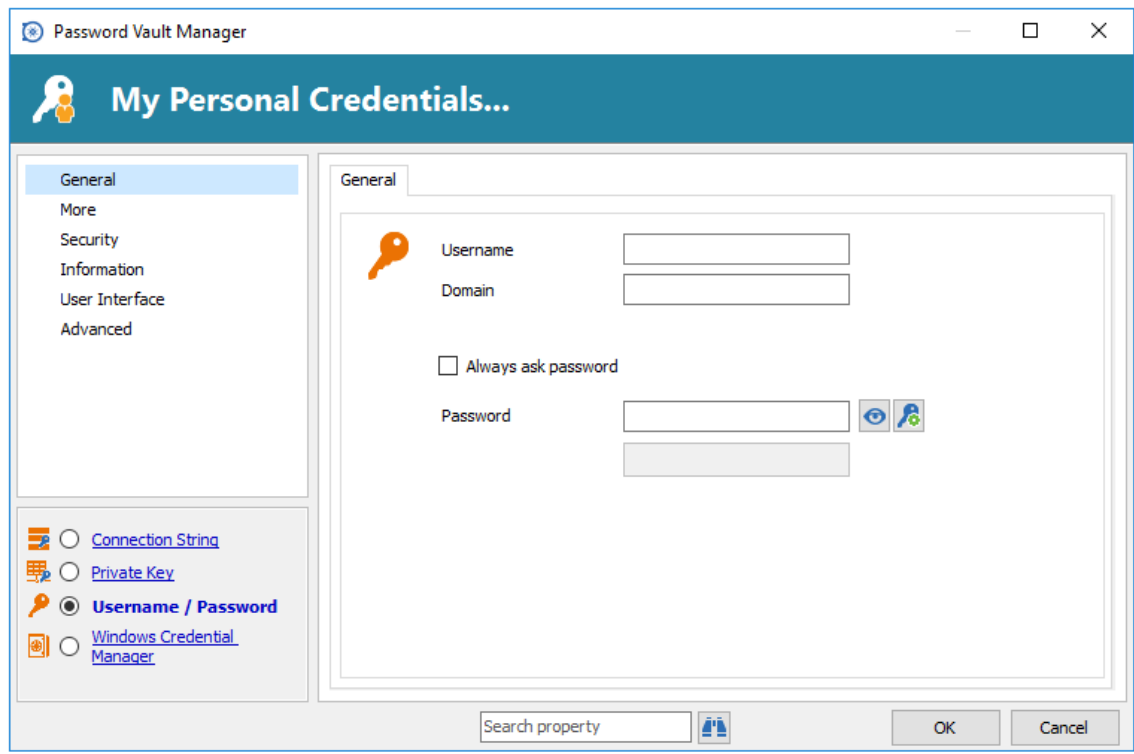 Password Vault Manager
My Personal Credentials...
General
More
Security
Information
User Interface
Advanced
Connection String
Private Key
Username / Password
Windows Credential
Manager
General
Username
Domain
Always ask password
Password
Search property
OK
Cancel